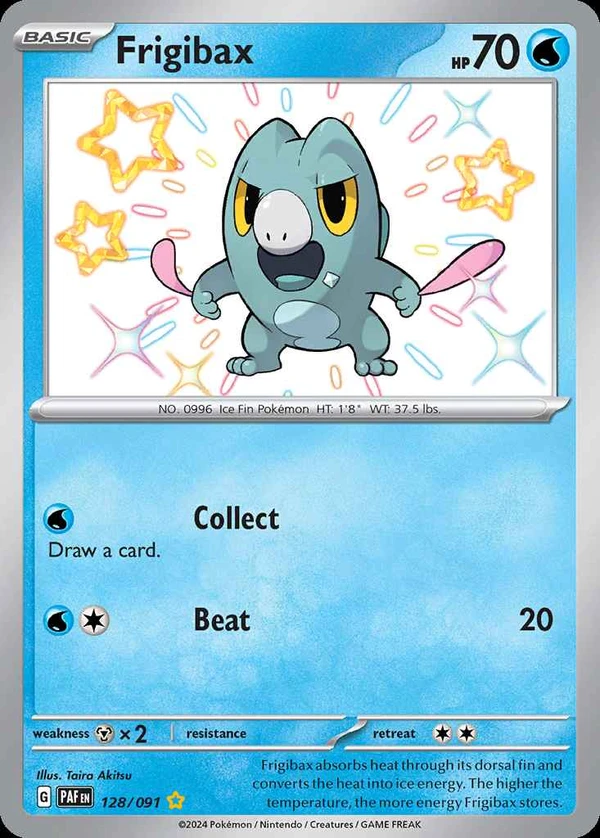 BASIC
Frigibax
HP 70
NO. 0996 Ice Fin Pokémon HT: 1'8" WT: 37.5 lbs.
Collect
Draw a card.
Beat 20
weakness ×2 resistance retreat
Illus. Taira Akitsu
G PAF EN 128/091
Frigibax absorbs heat through its dorsal fin and
converts the heat into ice energy. The higher the
temperature, the more energy Frigibax stores.
©2024 Pokémon / Nintendo / Creatures / GAME FREAK